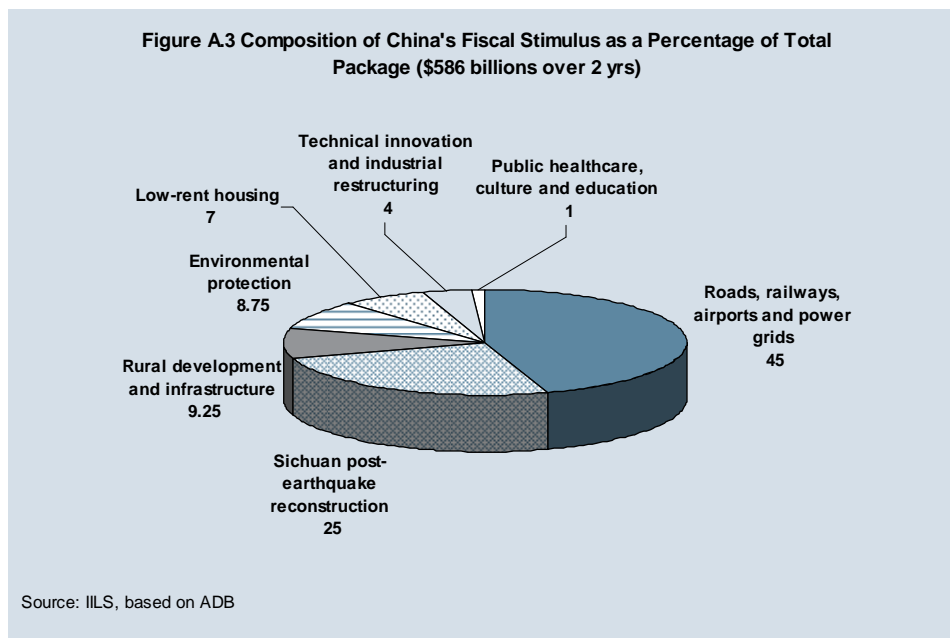 Figure A.3 Composition of China's Fiscal Stimulus as a Percentage of Total
Package ($586 billions over 2 yrs)
Technical innovation
and industrial
restructuring
4
Public healthcare,
culture and education
1
Low-rent housing
7
Environmental
protection
8.75
Roads, railways,
airports and power
grids
45
Rural development
and infrastructure
9.25
Sichuan post-
earthquake
reconstruction
25
Source: IILS, based on ADB